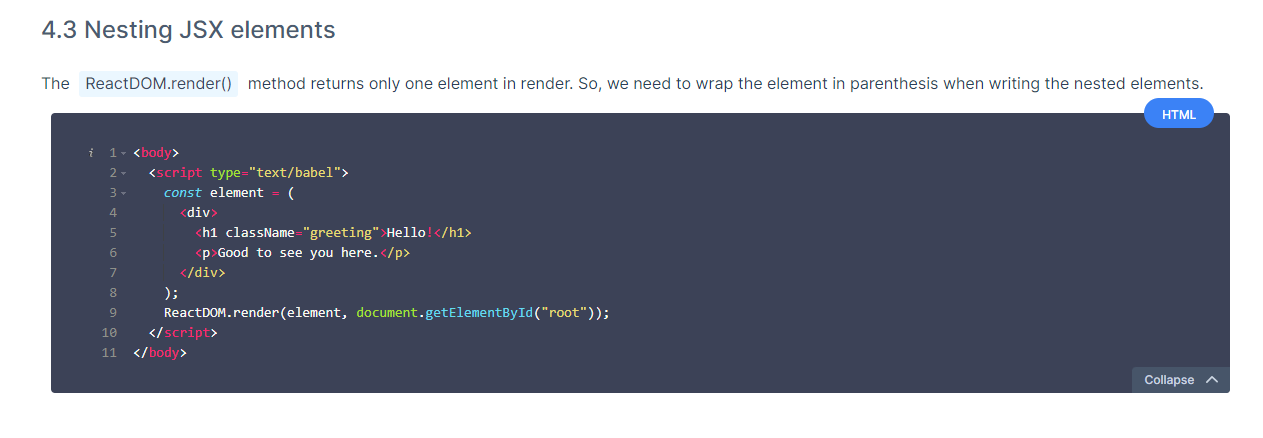 4.3 Nesting JSX elements
The ReactDOM.render() method returns only one element in render. So, we need to wrap the element in parenthesis when writing the nested elements.
HTML
i 1 <body>
2 <script type="text/babel">
3 const element = (
4 <div>
5 <h1 className="greeting">Hello!</h1>
6 <p>Good to see you here.</p>
7 </div>
8 );
9 ReactDOM.render(element, document.getElementById("root"));
10 </script>
11 </body>
Collapse